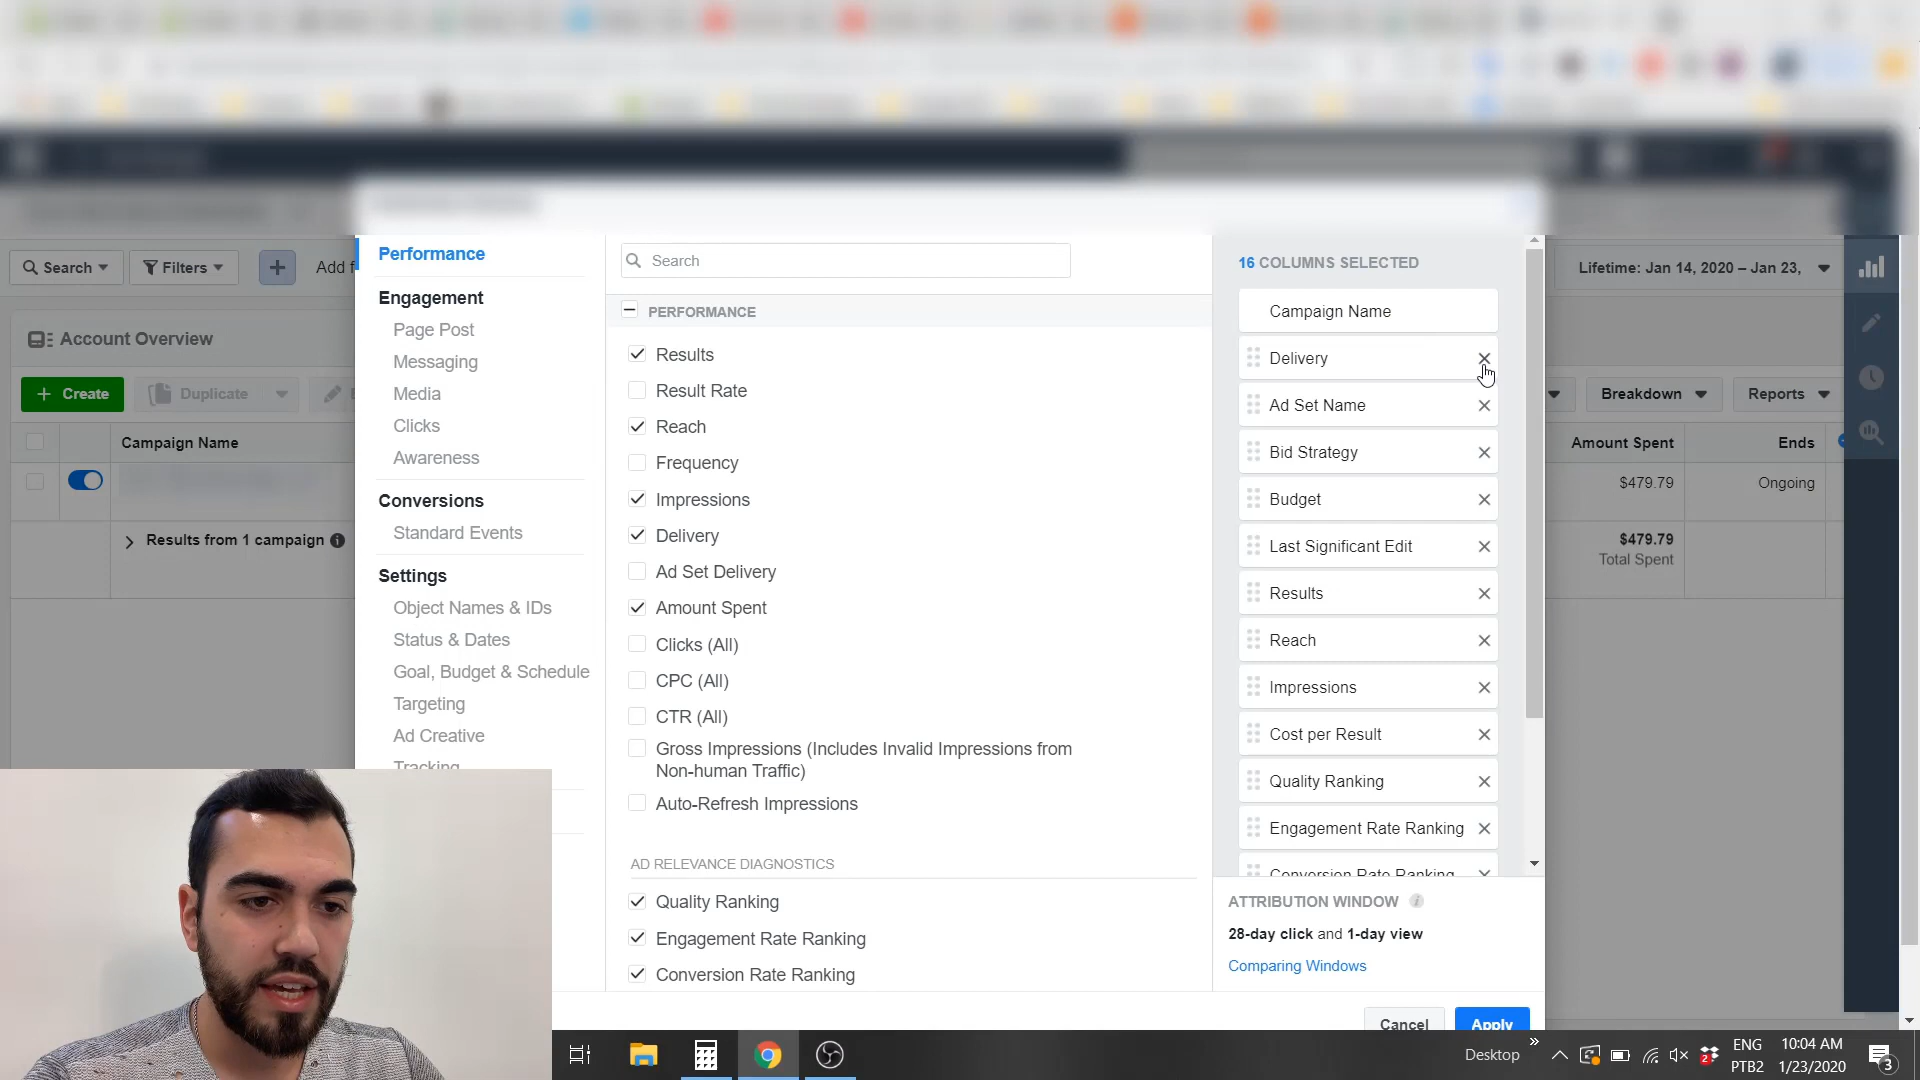 Search
Filters
Add f
Lifetime: Jan 14, 2020 – Jan 23,
Account Overview
Create
Duplicate
Breakdown
Reports
Campaign Name
Amount Spent
Ends
$479.79
Ongoing
Results from 1 campaign
$479.79
Total Spent
Performance
Engagement
Page Post
Messaging
Media
Clicks
Awareness
Conversions
Standard Events
Settings
Object Names & IDs
Status & Dates
Goal, Budget & Schedule
Targeting
Ad Creative
Tracking
Search
PERFORMANCE
Results
Result Rate
Reach
Frequency
Impressions
Delivery
Ad Set Delivery
Amount Spent
Clicks (All)
CPC (All)
CTR (All)
Gross Impressions (Includes Invalid Impressions from
Non-human Traffic)
Auto-Refresh Impressions
AD RELEVANCE DIAGNOSTICS
Quality Ranking
Engagement Rate Ranking
Conversion Rate Ranking
16 COLUMNS SELECTED
Campaign Name
Delivery
Ad Set Name
Bid Strategy
Budget
Last Significant Edit
Results
Reach
Impressions
Cost per Result
Quality Ranking
Engagement Rate Ranking
Conversion Rate Ranking
ATTRIBUTION WINDOW
28-day click and 1-day view
Comparing Windows
Cancel
Apply
Desktop
2
ENG
PTB2
10:04 AM
1/23/2020
3